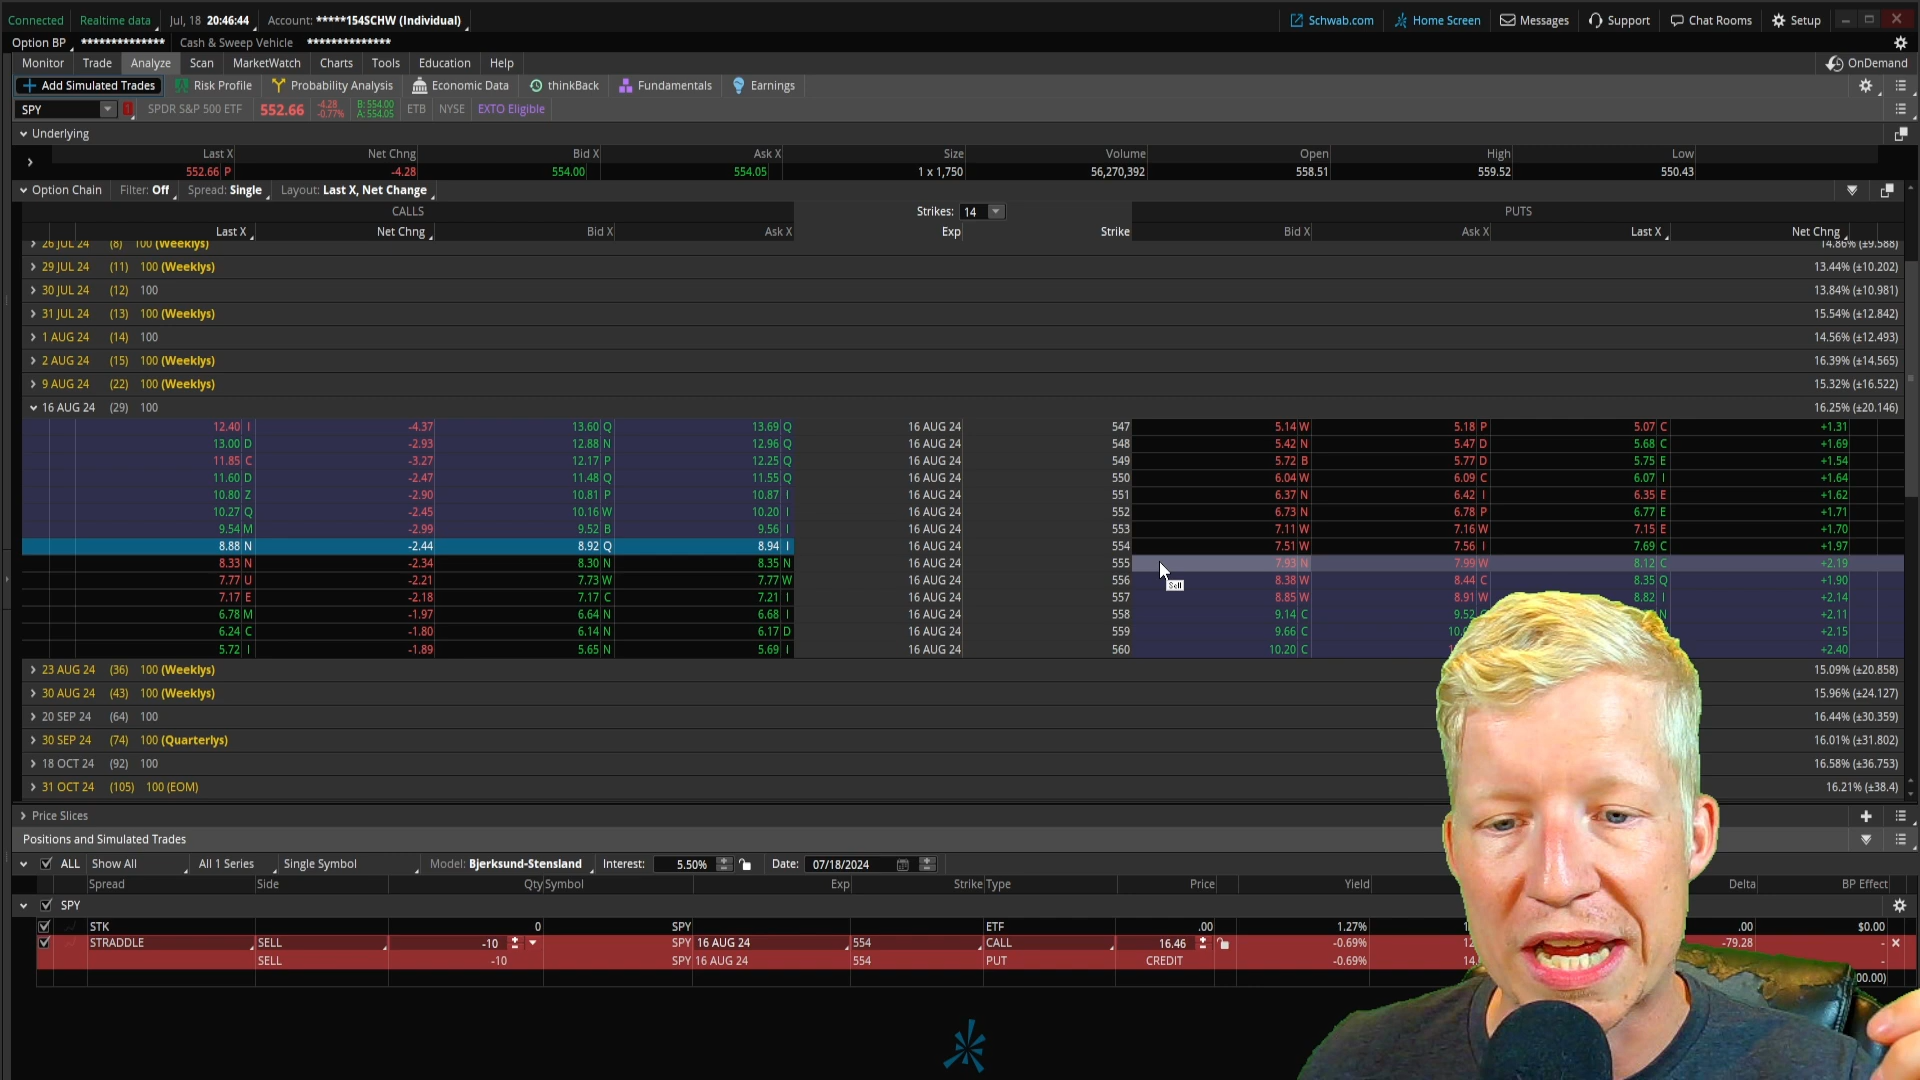 Connected Realtime data Jul, 18 20:46:44 Account: *****154SCHW (Individual) Schwab.com Home Screen Messages Support Chat Rooms Setup
Option BP ************** Cash & Sweep Vehicle **************
Monitor Trade Analyze Scan MarketWatch Charts Tools Education Help OnDemand
Add Simulated Trades Risk Profile Probability Analysis Economic Data thinkBack Fundamentals Earnings
SPY SPDR S&P 500 ETF 552.66 -4.28 -0.77% B: 554.00 A: 554.05 ETB NYSE EXTO Eligible
Underlying
Last X Net Chng Bid X Ask X Size Volume Open High Low
552.66 P -4.28 554.00 554.05 1 x 1,750 56,270,392 558.51 559.52 550.43
Option Chain Filter: Off Spread: Single Layout: Last X, Net Change
CALLS Strikes: 14 PUTS
Last X Net Chng Bid X Ask X Exp Strike Bid X Ask X Last X Net Chng
26 JUL 24 (8) 100 (Weeklys) 14.86% (±9.588)
29 JUL 24 (11) 100 (Weeklys) 13.44% (±10.202)
30 JUL 24 (12) 100 13.84% (±10.981)
31 JUL 24 (13) 100 (Weeklys) 15.54% (±12.842)
1 AUG 24 (14) 100 14.56% (±12.493)
2 AUG 24 (15) 100 (Weeklys) 16.39% (±14.565)
9 AUG 24 (22) 100 (Weeklys) 15.32% (±16.522)
16 AUG 24 (29) 100 16.25% (±20.146)
12.40 I -4.37 13.60 Q 13.69 Q 16 AUG 24 547 5.14 W 5.18 P 5.07 C +1.31
13.00 D -2.93 12.88 N 12.96 Q 16 AUG 24 548 5.42 N 5.47 D 5.68 C +1.69
11.85 C -3.27 12.17 P 12.25 Q 16 AUG 24 549 5.72 B 5.77 D 5.75 E +1.54
11.60 D -2.47 11.48 Q 11.55 Q 16 AUG 24 550 6.04 W 6.09 C 6.07 I +1.64
10.80 Z -2.90 10.81 P 10.87 I 16 AUG 24 551 6.37 N 6.42 I 6.35 E +1.62
10.27 Q -2.45 10.16 W 10.20 I 16 AUG 24 552 6.73 N 6.78 P 6.77 E +1.71
9.54 M -2.99 9.52 B 9.56 I 16 AUG 24 553 7.11 W 7.16 W 7.15 E +1.70
8.88 N -2.44 8.92 Q 8.94 I 16 AUG 24 554 7.51 W 7.56 I 7.69 C +1.97
8.33 N -2.34 8.30 N 8.35 N 16 AUG 24 555 7.93 N 7.99 W 8.12 C +2.19
7.77 U -2.21 7.73 W 7.77 W 16 AUG 24 556 Sell 8.38 W 8.44 C 8.35 Q +1.90
7.17 E -2.18 7.17 C 7.21 I 16 AUG 24 557 8.85 W 8.91 W 8.82 I +2.14
6.78 M -1.97 6.64 N 6.68 I 16 AUG 24 558 9.14 C 9.52 N +2.11
6.24 C -1.80 6.14 N 6.17 D 16 AUG 24 559 9.66 C +2.15
5.72 I -1.89 5.65 N 5.69 I 16 AUG 24 560 10.20 C +2.40
23 AUG 24 (36) 100 (Weeklys) 15.09% (±20.858)
30 AUG 24 (43) 100 (Weeklys) 15.96% (±24.127)
20 SEP 24 (64) 100 16.44% (±30.359)
30 SEP 24 (74) 100 (Quarterlys) 16.01% (±31.802)
18 OCT 24 (92) 100 16.58% (±36.753)
31 OCT 24 (105) 100 (EOM) 16.21% (±38.4)
Price Slices
Positions and Simulated Trades
ALL Show All All 1 Series Single Symbol Model: Bjerksund-Stensland Interest: 5.50% Date: 07/18/2024
Spread Side Qty Symbol Exp Strike Type Price Yield Delta BP Effect
SPY
STK 0 SPY ETF .00 1.27% .00 $0.00
STRADDLE SELL -10 SPY 16 AUG 24 554 CALL 16.46 -0.69% -79.28 -
SELL -10 SPY 16 AUG 24 554 PUT CREDIT -0.69% -
00.00)